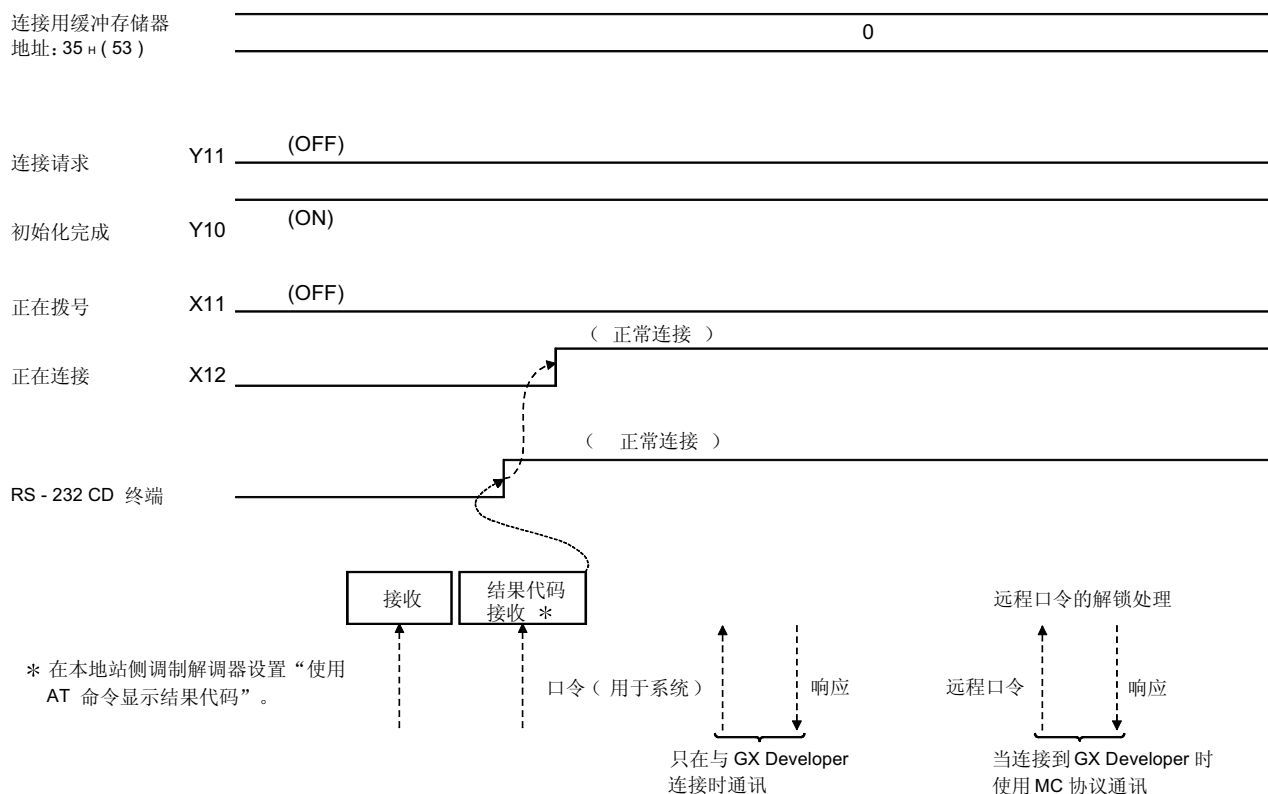 连接用缓冲存储器
地址: 35 H ( 53 )
0
连接请求 Y11 (OFF)
初始化完成 Y10 (ON)
正在拨号 X11 (OFF)
( 正常连接 )
正在连接 X12
( 正常连接 )
RS - 232 CD 终端
接收
结果代码
接收 *
远程口令的解锁处理
* 在本地站侧调制解调器设置“使用
AT 命令显示结果代码”。
口令 ( 用于系统 ) 响应
远程口令 响应
只在与 GX Developer
连接时通讯
当连接到 GX Developer 时
使用 MC 协议通讯